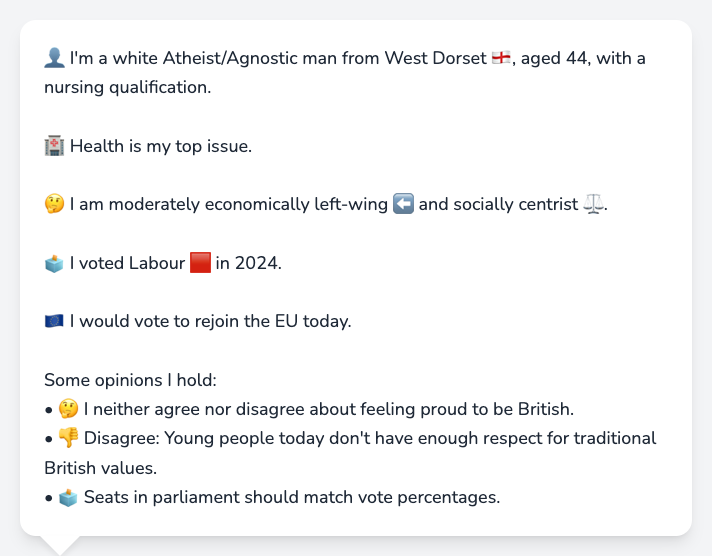 👤 I'm a white Atheist/Agnostic man from West Dorset 🏴󠁧󠁢󠁥󠁮󠁧󠁿, aged 44, with a
nursing qualification.
🏥 Health is my top issue.
🤔 I am moderately economically left-wing ⬅️ and socially centrist ⚖️.
🗳️ I voted Labour 🟥 in 2024.
🇪🇺 I would vote to rejoin the EU today.
Some opinions I hold:
• 🤔 I neither agree nor disagree about feeling proud to be British.
• 👎 Disagree: Young people today don't have enough respect for traditional
British values.
• 🗳️ Seats in parliament should match vote percentages.